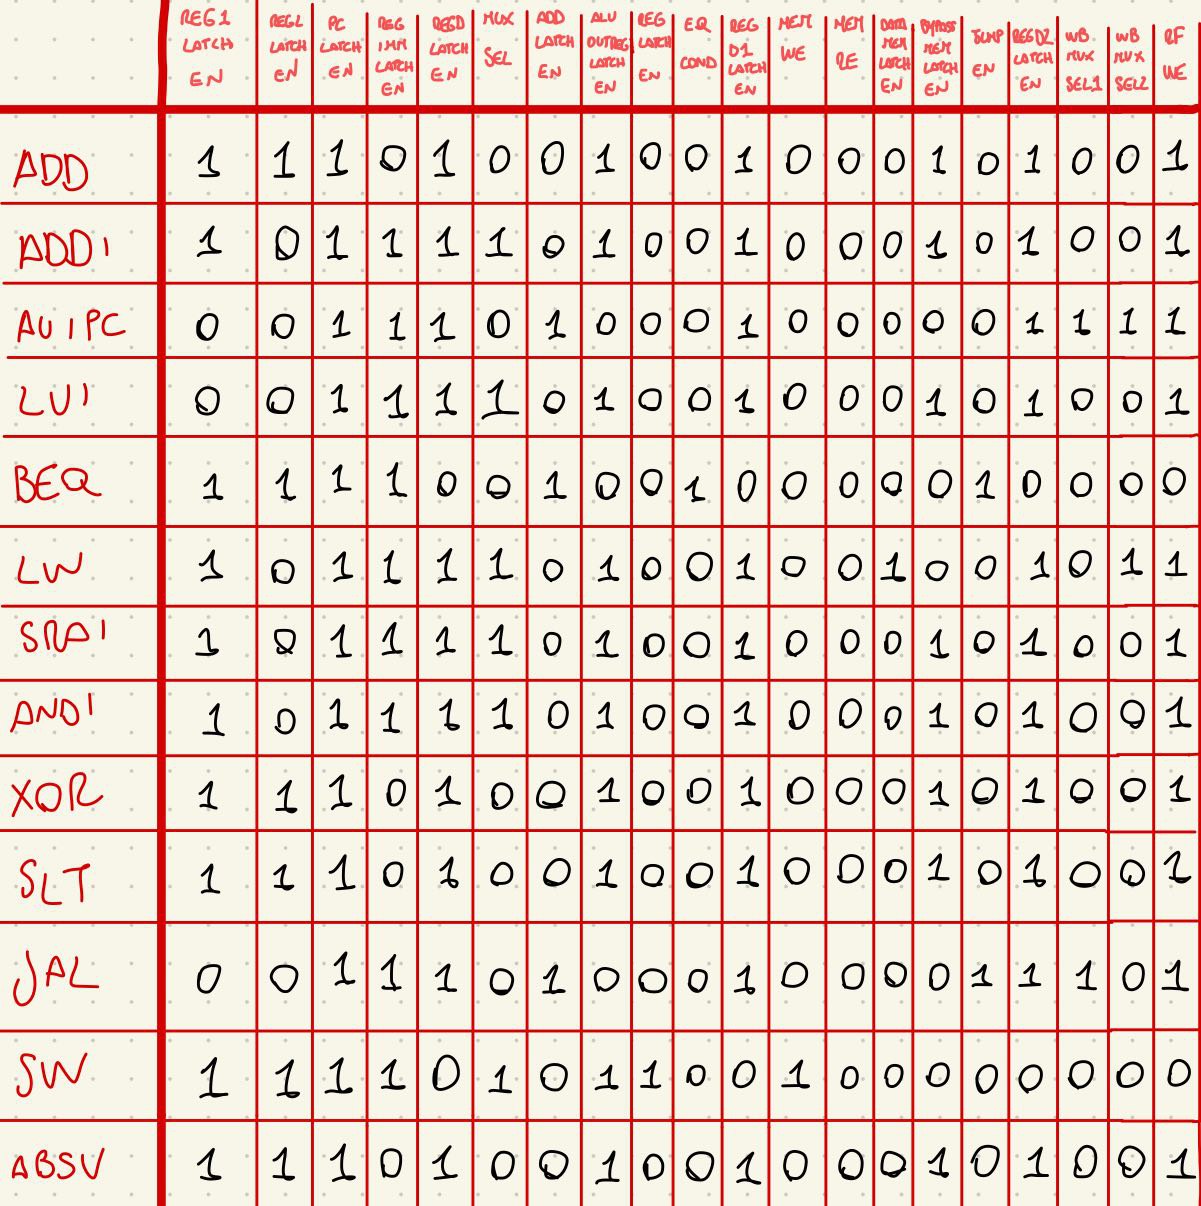 REG1 LATCH EN REG2 LATCH EN PC LATCH EN REG IMM LATCH EN REGD LATCH EN MUX SEL ADD LATCH EN ALU OUTREG LATCH EN REG LATCH EN EQ COND REG D1 LATCH EN MEM WE MEM RE DATA MEM LATCH EN BYPASS MEM LATCH EN JUMP EN REGD2 LATCH EN WB MUX SEL1 WB MUX SEL2 RF WE
ADD 1 1 1 0 1 0 0 1 0 0 1 0 0 0 1 0 1 0 0 1
ADDI 1 0 1 1 1 1 0 1 0 0 1 0 0 0 1 0 1 0 0 1
AUIPC 0 0 1 1 1 0 1 0 0 0 1 0 0 0 0 0 1 1 1 1
LUI 0 0 1 1 1 1 0 1 0 0 1 0 0 0 1 0 1 0 0 1
BEQ 1 1 1 1 0 0 1 0 0 1 0 0 0 0 0 1 0 0 0 0
LW 1 0 1 1 1 1 0 1 0 0 1 0 0 1 0 0 1 0 1 1
SRAI 1 0 1 1 1 1 0 1 0 0 1 0 0 0 1 0 1 0 0 1
ANDI 1 0 1 1 1 1 0 1 0 0 1 0 0 0 1 0 1 0 0 1
XOR 1 1 1 0 1 0 0 1 0 0 1 0 0 0 1 0 1 0 0 1
SLT 1 1 1 0 1 0 0 1 0 0 1 0 0 0 1 0 1 0 0 1
JAL 0 0 1 1 1 0 1 0 0 0 1 0 0 0 0 1 1 1 0 1
SW 1 1 1 1 0 1 0 1 1 0 0 1 0 0 0 0 0 0 0 0
ABSV 1 1 1 0 1 0 0 1 0 0 1 0 0 0 1 0 1 0 0 1